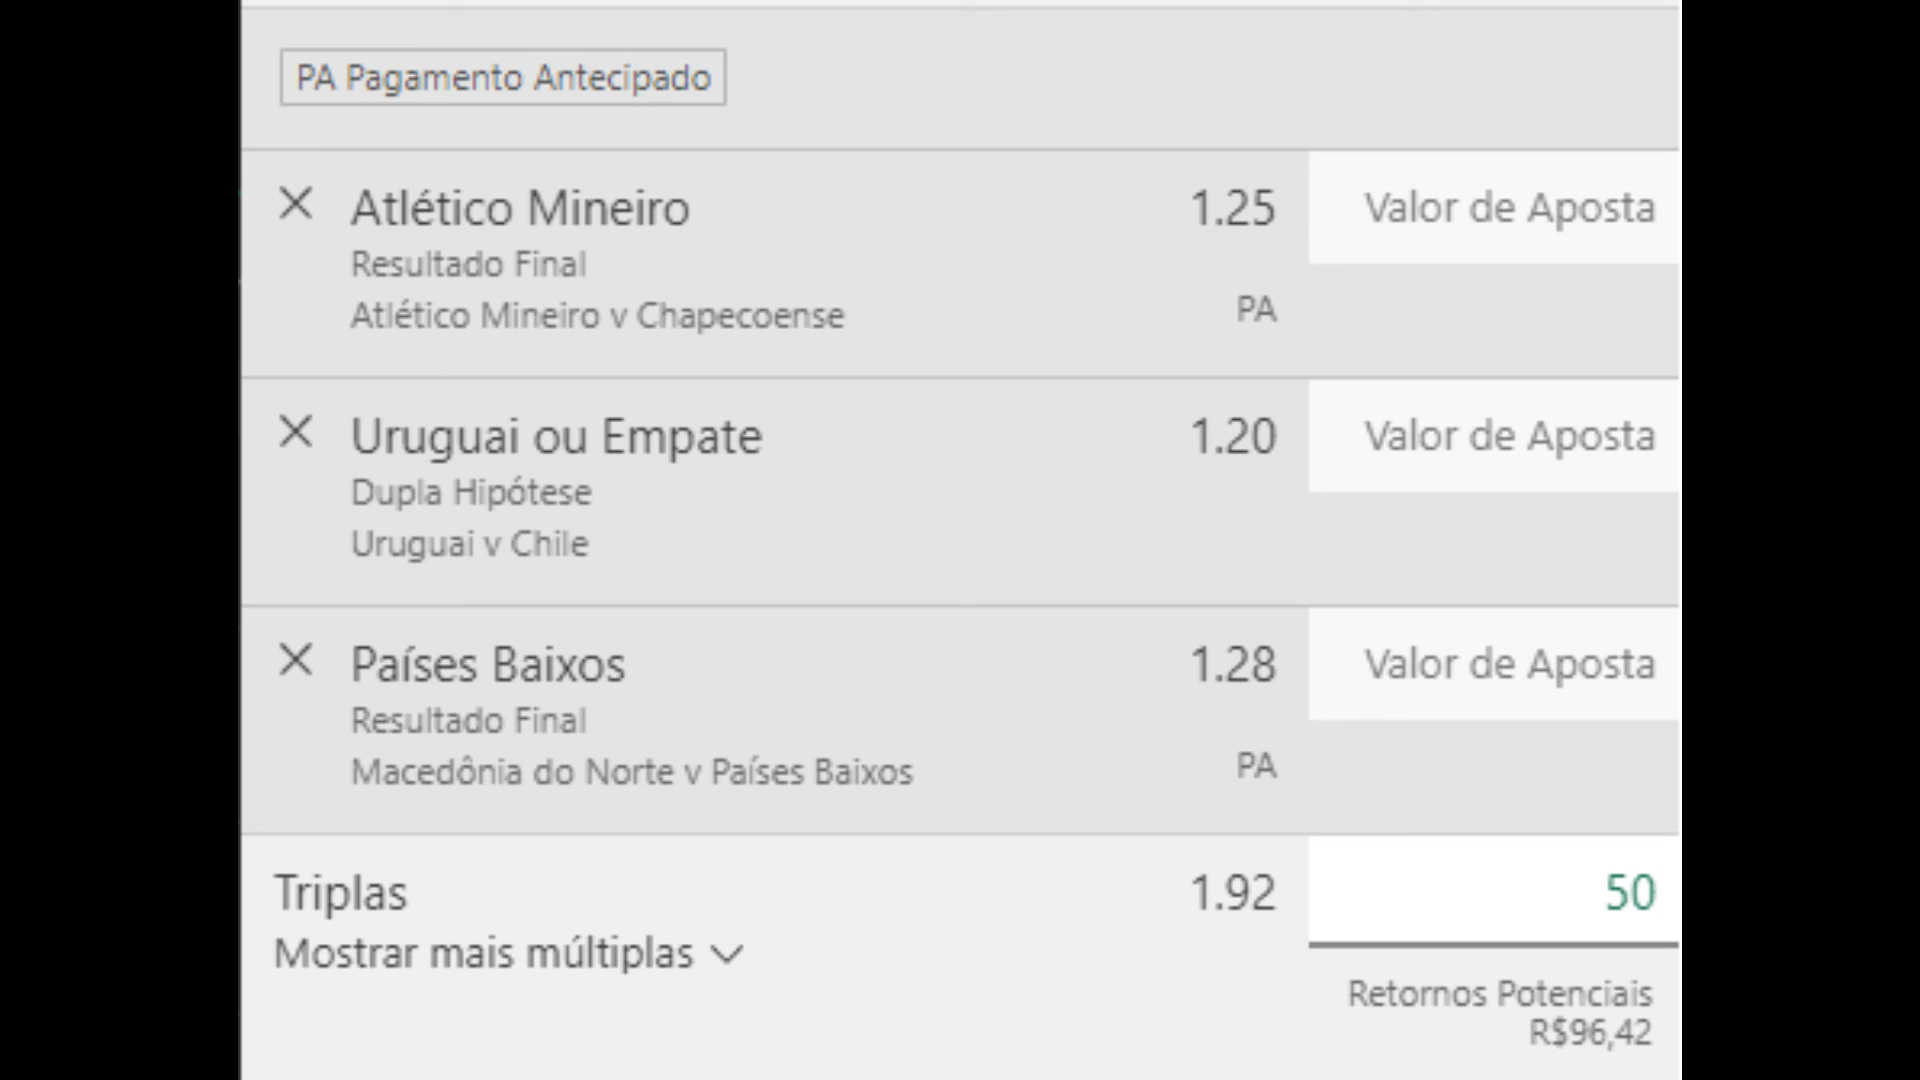 PA Pagamento Antecipado
Atlético Mineiro 1.25 Valor de Aposta
Resultado Final
Atlético Mineiro v Chapecoense PA
Uruguai ou Empate 1.20 Valor de Aposta
Dupla Hipótese
Uruguai v Chile
Países Baixos 1.28 Valor de Aposta
Resultado Final
Macedônia do Norte v Países Baixos PA
Triplas 1.92 50
Mostrar mais múltiplas
Retornos Potenciais
R$96,42